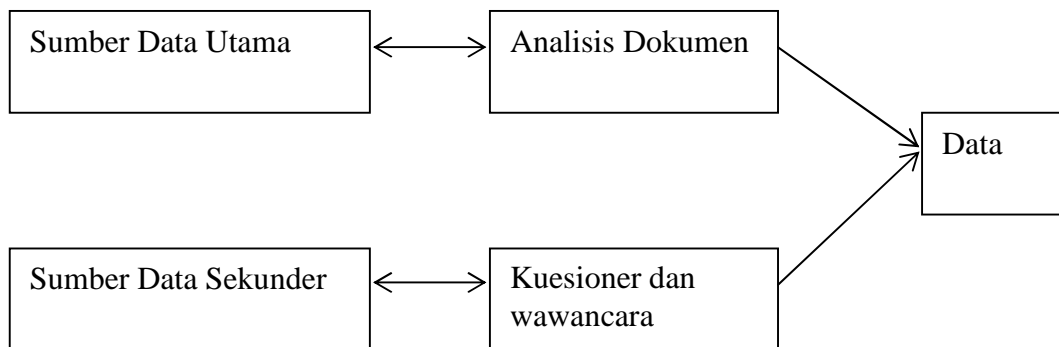 Sumber Data Utama
Analisis Dokumen
Data
Sumber Data Sekunder
Kuesioner dan
wawancara